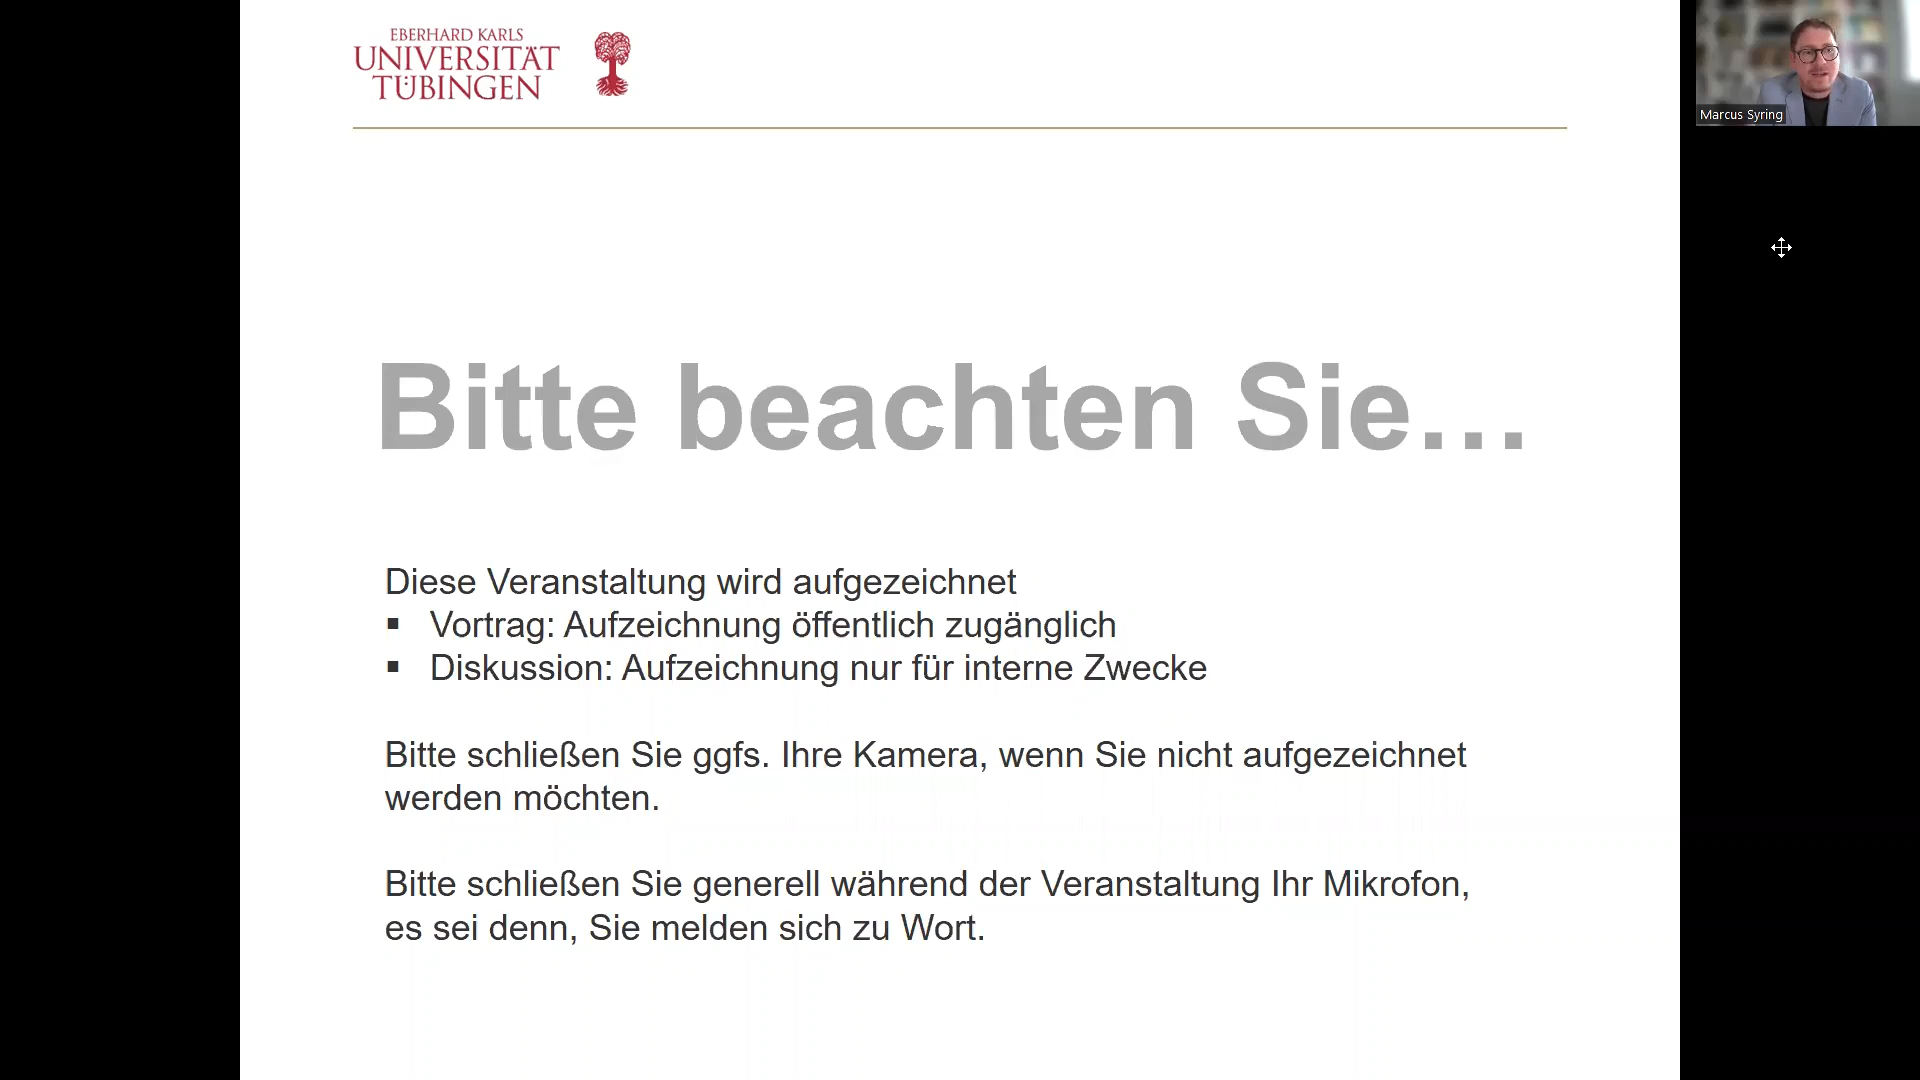 EBERHARD KARLS
UNIVERSITÄT
TÜBINGEN
Marcus Syring
Bitte beachten Sie…
Diese Veranstaltung wird aufgezeichnet
▪ Vortrag: Aufzeichnung öffentlich zugänglich
▪ Diskussion: Aufzeichnung nur für interne Zwecke
Bitte schließen Sie ggfs. Ihre Kamera, wenn Sie nicht aufgezeichnet
werden möchten.
Bitte schließen Sie generell während der Veranstaltung Ihr Mikrofon,
es sei denn, Sie melden sich zu Wort.